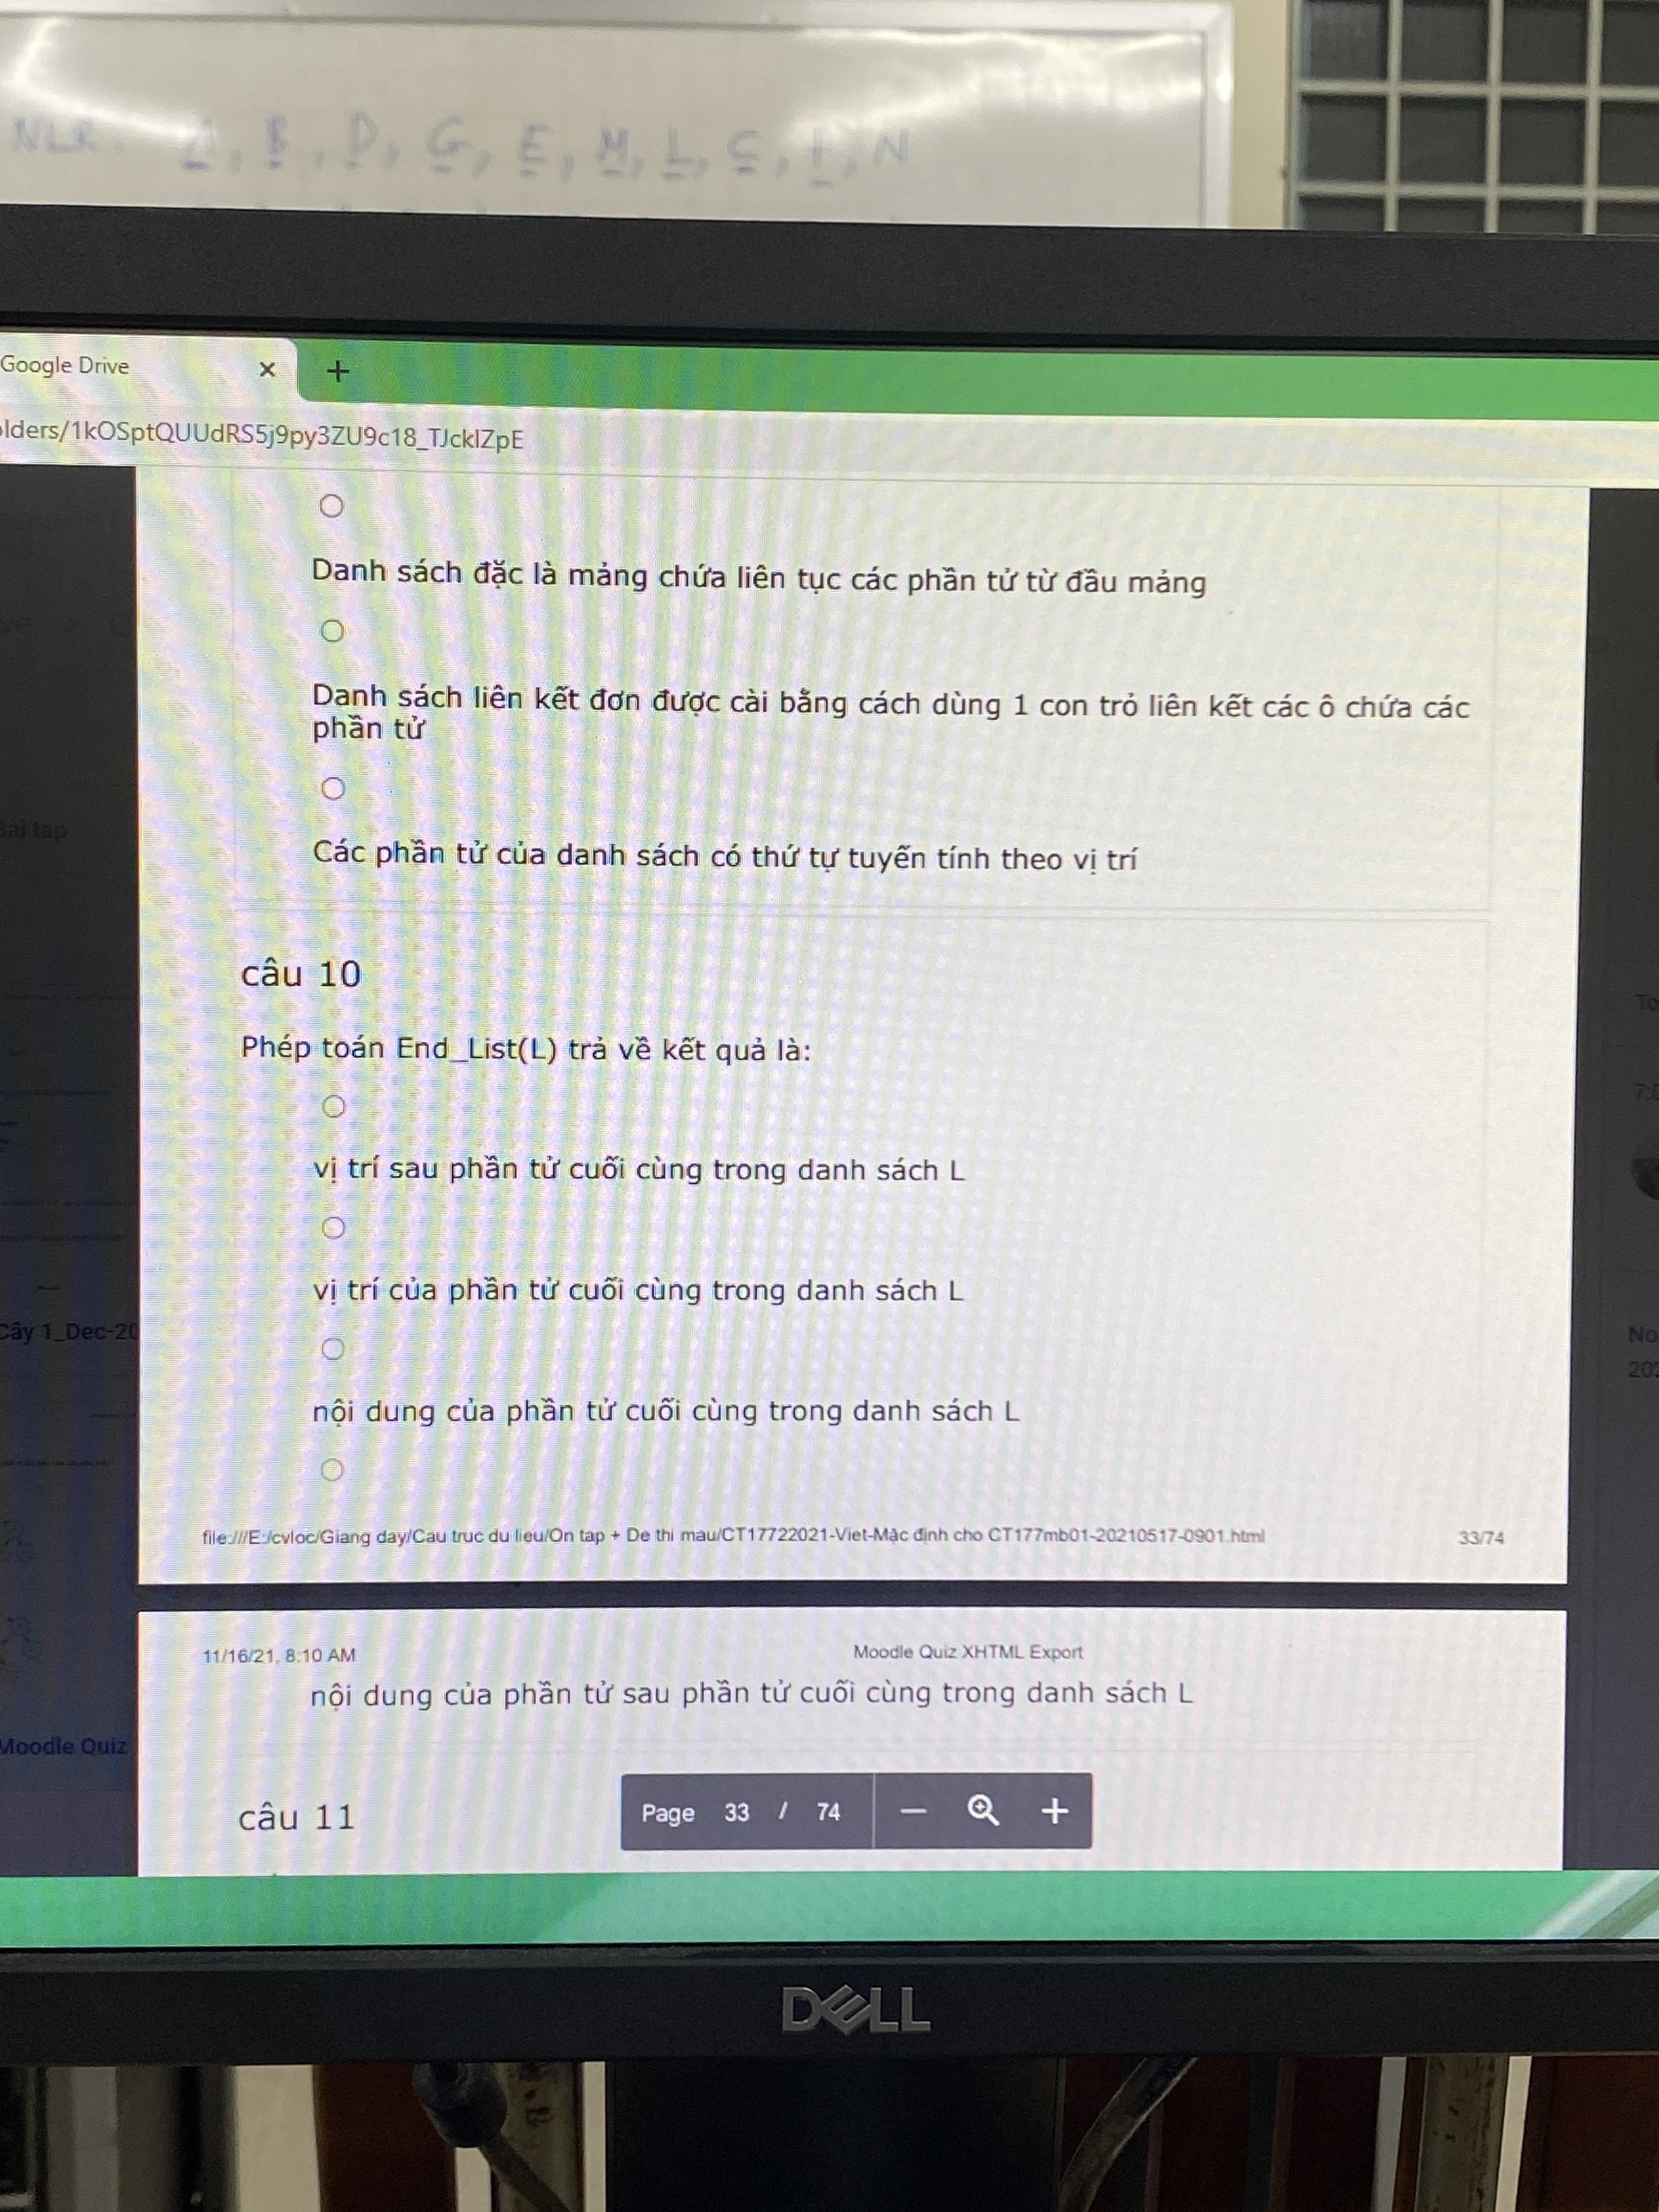 NLR. A, B, D, G, E, M, L, C, I, N
Google Drive × +
lders/1kOSptQUUdRS5j9py3ZU9c18_TJcklZpE
Danh sách đặc là mảng chứa liên tục các phần tử từ đầu mảng
Danh sách liên kết đơn được cài bằng cách dùng 1 con trỏ liên kết các ô chứa các
phần tử
Bai tap
Các phần tử của danh sách có thứ tự tuyến tính theo vị trí
câu 10
Phép toán End_List(L) trả về kết quả là:
vị trí sau phần tử cuối cùng trong danh sách L
vị trí của phần tử cuối cùng trong danh sách L
Cây 1_Dec-20
No
202
nội dung của phần tử cuối cùng trong danh sách L
file:///E:/cvloc/Giang day/Cau truc du lieu/On tap + De thi mau/CT17722021-Viet-Mặc định cho CT177mb01-20210517-0901.html 33/74
11/16/21, 8:10 AM Moodle Quiz XHTML Export
nội dung của phần tử sau phần tử cuối cùng trong danh sách L
Moodle Quiz
câu 11
Page 33 / 74 — +
DELL